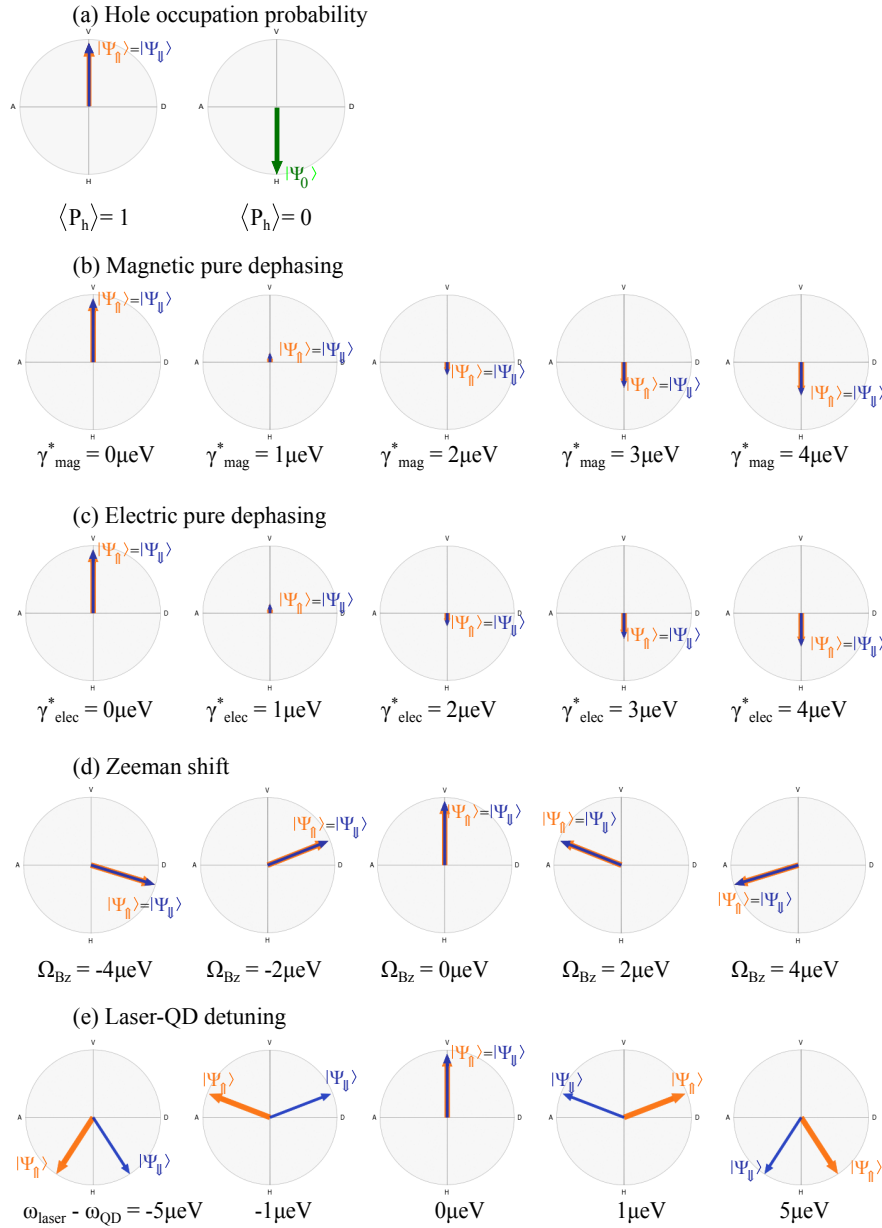 (a) Hole occupation probability
V V
|Ψ⇑⟩=|Ψ⇓⟩
A D A D
H H |Ψ0⟩
⟨Ph⟩= 1 ⟨Ph⟩= 0
(b) Magnetic pure dephasing
V V V V V
|Ψ⇑⟩=|Ψ⇓⟩ |Ψ⇑⟩=|Ψ⇓⟩ |Ψ⇑⟩=|Ψ⇓⟩ |Ψ⇑⟩=|Ψ⇓⟩ |Ψ⇑⟩=|Ψ⇓⟩
A D A D A D A D A D
H H H H H
γ*mag = 0μeV γ*mag = 1μeV γ*mag = 2μeV γ*mag = 3μeV γ*mag = 4μeV
(c) Electric pure dephasing
V V V V V
|Ψ⇑⟩=|Ψ⇓⟩ |Ψ⇑⟩=|Ψ⇓⟩ |Ψ⇑⟩=|Ψ⇓⟩ |Ψ⇑⟩=|Ψ⇓⟩ |Ψ⇑⟩=|Ψ⇓⟩
A D A D A D A D A D
H H H H H
γ*elec = 0μeV γ*elec = 1μeV γ*elec = 2μeV γ*elec = 3μeV γ*elec = 4μeV
(d) Zeeman shift
V V V V V
|Ψ⇑⟩=|Ψ⇓⟩ |Ψ⇑⟩=|Ψ⇓⟩ |Ψ⇑⟩=|Ψ⇓⟩ |Ψ⇑⟩=|Ψ⇓⟩ |Ψ⇑⟩=|Ψ⇓⟩
A D A D A D A D A D
H H H H H
ΩBz = -4μeV ΩBz = -2μeV ΩBz = 0μeV ΩBz = 2μeV ΩBz = 4μeV
(e) Laser-QD detuning
V V V V V
|Ψ⇑⟩ |Ψ⇓⟩ |Ψ⇑⟩=|Ψ⇓⟩ |Ψ⇓⟩ |Ψ⇑⟩
A D A D A D A D A D
|Ψ⇑⟩ |Ψ⇓⟩ |Ψ⇓⟩ |Ψ⇑⟩
H H H H H
ωlaser - ωQD = -5μeV -1μeV 0μeV 1μeV 5μeV